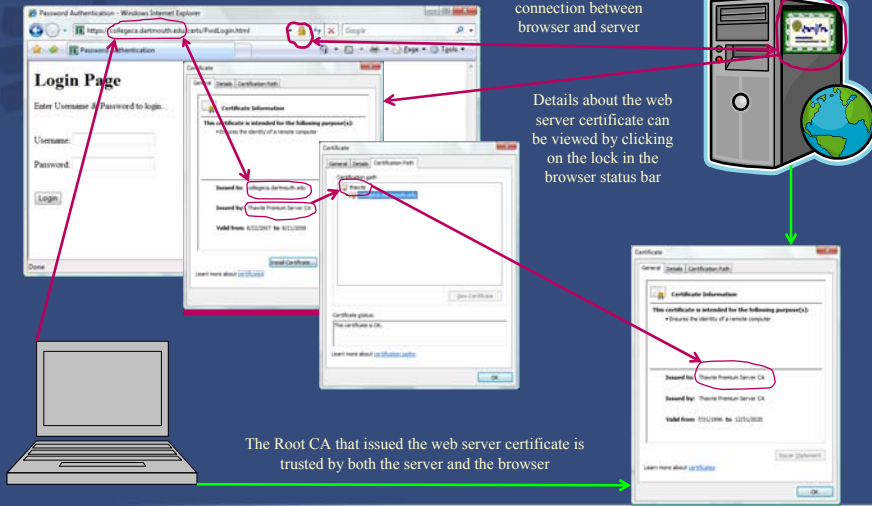 connection between
browser and server
Password Authentication - Windows Internet Explorer
https://collegeca.dartmouth.edu/certs/PwdLogin.html
Google
Password Authentication
Page
Tools
Login Page
Enter Username & Password to login...
Username:
Password:
Login
Done
Certificate
General Details Certification Path
Certificate Information
This certificate is intended for the following purpose(s):
•Ensures the identity of a remote computer
Issued to: collegeca.dartmouth.edu
Issued by: Thawte Premium Server CA
Valid from 6/22/2007 to 6/21/2008
Install Certificate...
Learn more about certificates
Certificate
General Details Certification Path
Certification path
thawte
collegeca.dartmouth.edu
View Certificate
Certificate status:
This certificate is OK.
Learn more about certification paths
OK
Details about the web
server certificate can
be viewed by clicking
on the lock in the
browser status bar
Certificate
General Details Certification Path
Certificate Information
This certificate is intended for the following purpose(s):
•Ensures the identity of a remote computer
Issued to: Thawte Premium Server CA
Issued by: Thawte Premium Server CA
Valid from 7/31/1996 to 12/31/2020
Issuer Statement
Learn more about certificates
OK
The Root CA that issued the web server certificate is
trusted by both the server and the browser